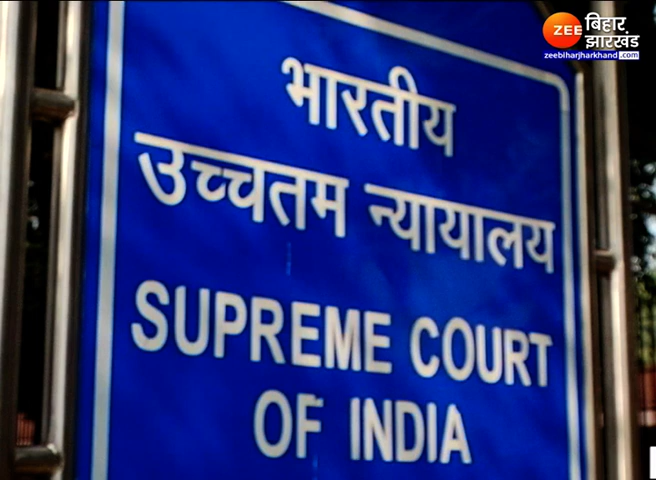 ZEE बिहार
झारखंड
zeebiharjharkhand.com
भारतीय
उच्चतम न्यायालय
SUPREME COURT
OF INDIA